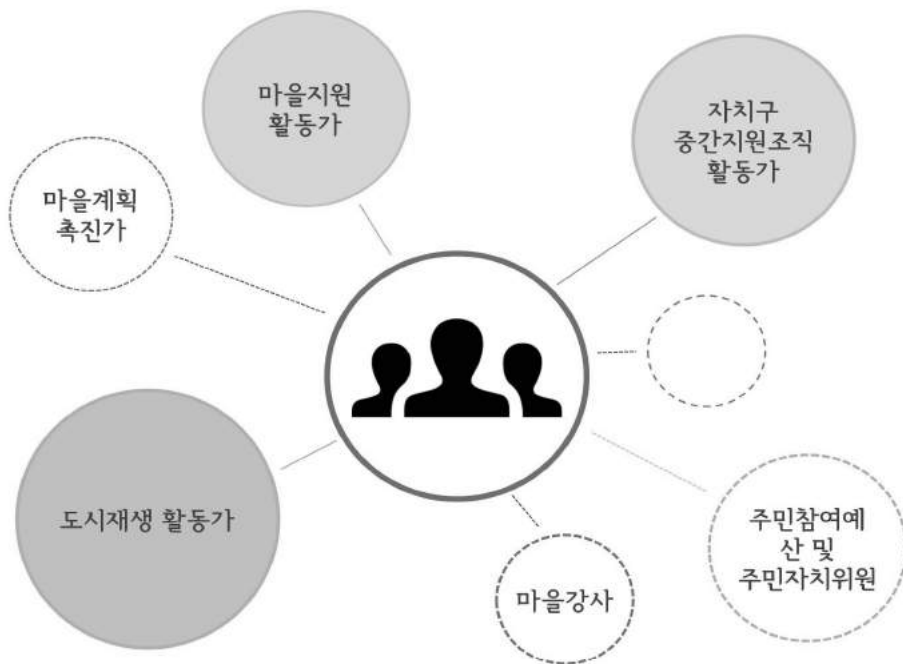 마을지원
활동가
자치구
중간지원조직
활동가
마을계획
촉진가
도시재생 활동가
마을강사
주민참여예
산 및
주민자치위원